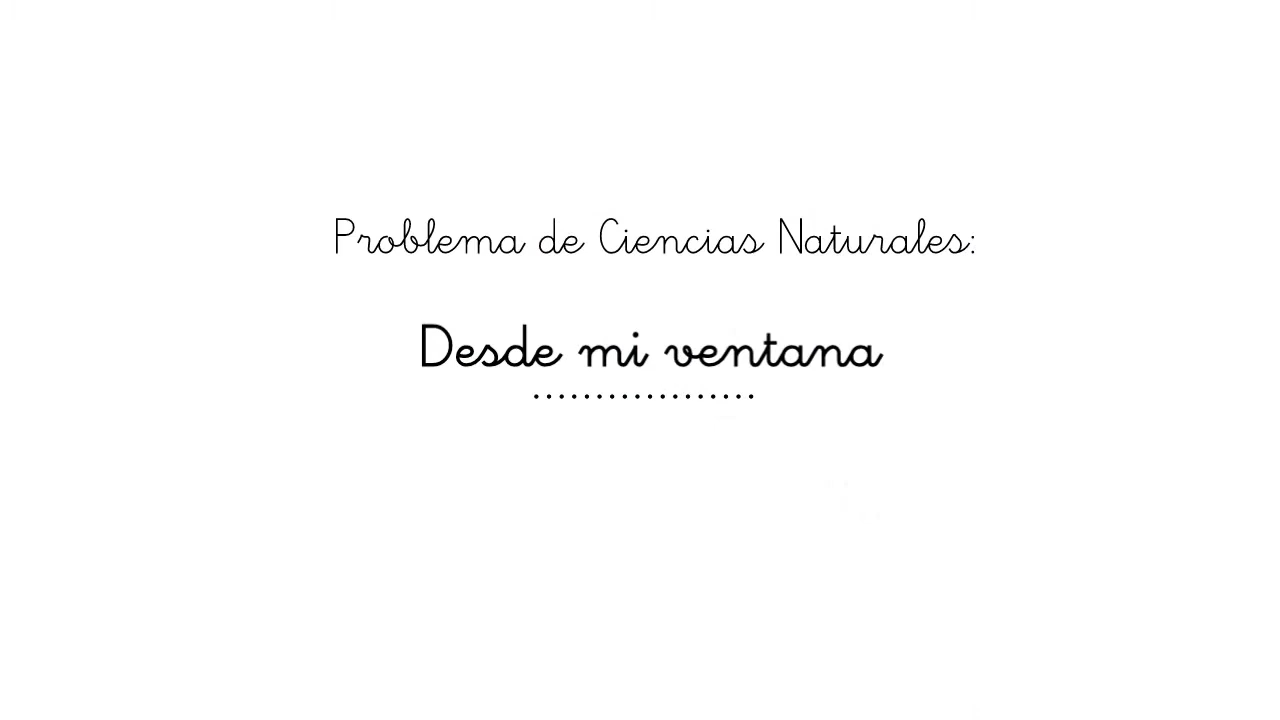 Problema de Ciencias Naturales:
Desde mi ventana
..................